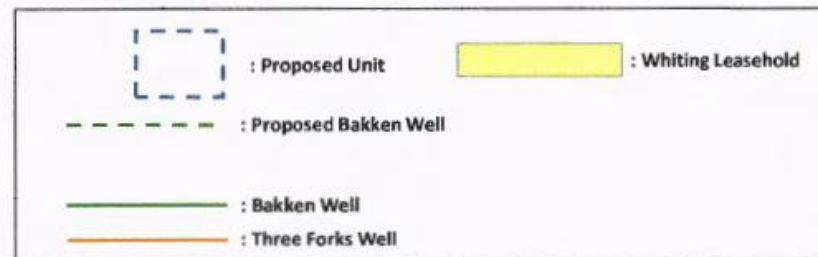 : Proposed Unit
: Whiting Leasehold
: Proposed Bakken Well
: Bakken Well
: Three Forks Well